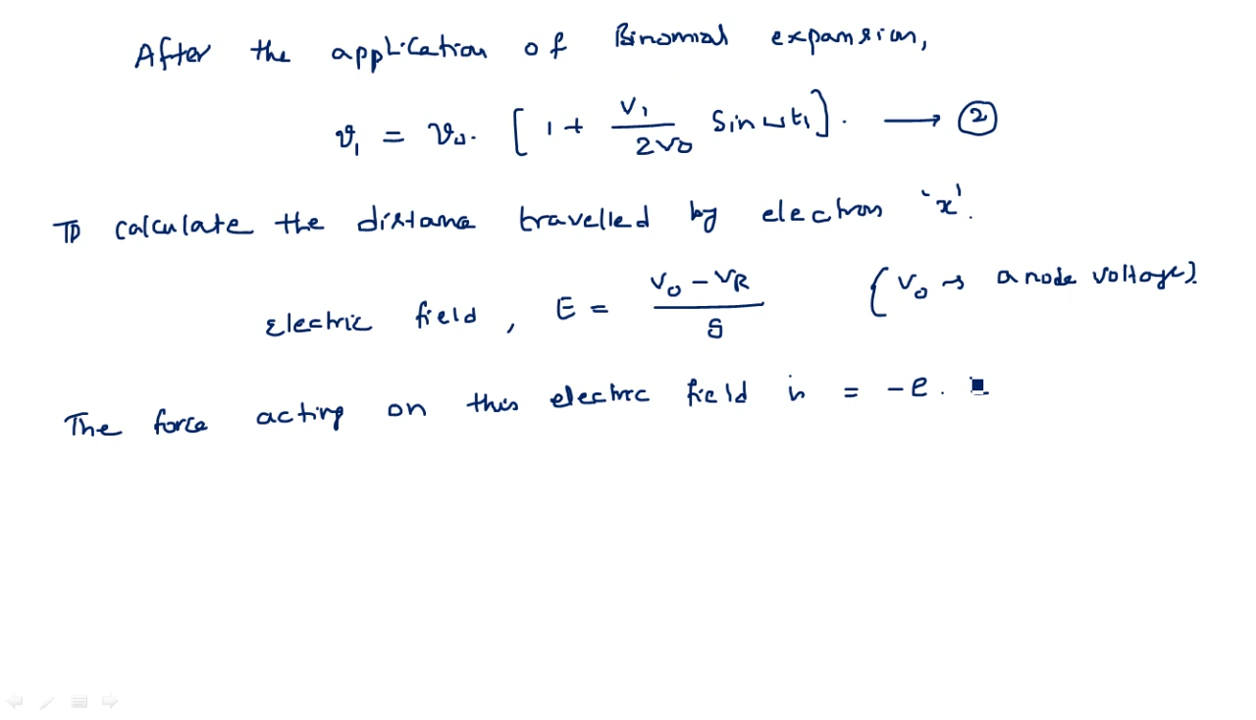 After the application of Binomial expansion,
v₁ = v₀. [1 + V₁/2V₀ Sin ωt₁]. → ②
To calculate the distance travelled by electron 'x'.
Electric field, E = V₀ - VR / S (V₀ → anode voltage).
The force acting on this electric field is = -e.